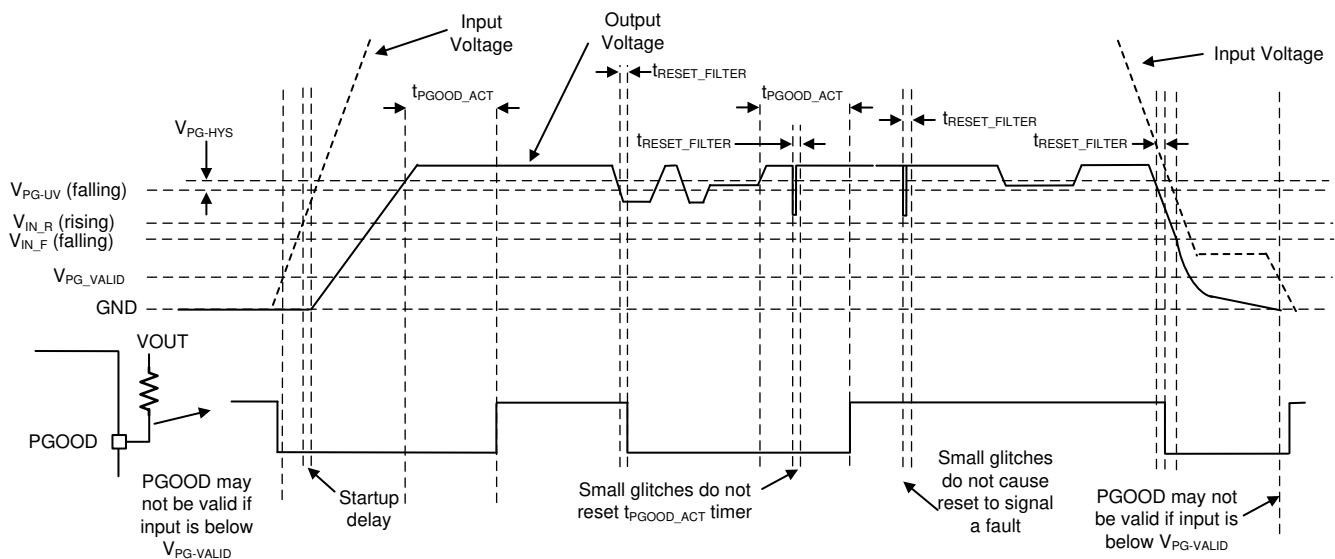 Input
Voltage
Output
Voltage
Input Voltage
tRESET_FILTER
tPGOOD_ACT
tPGOOD_ACT
tRESET_FILTER
tRESET_FILTER
tRESET_FILTER
VPG-HYS
VPG-UV (falling)
VIN_R (rising)
VIN_F (falling)
VPG_VALID
GND
VOUT
PGOOD
PGOOD may
not be valid if
input is below
VPG-VALID
Startup
delay
Small glitches do not
reset tPGOOD_ACT timer
Small glitches
do not cause
reset to signal
a fault
PGOOD may not
be valid if input is
below VPG-VALID